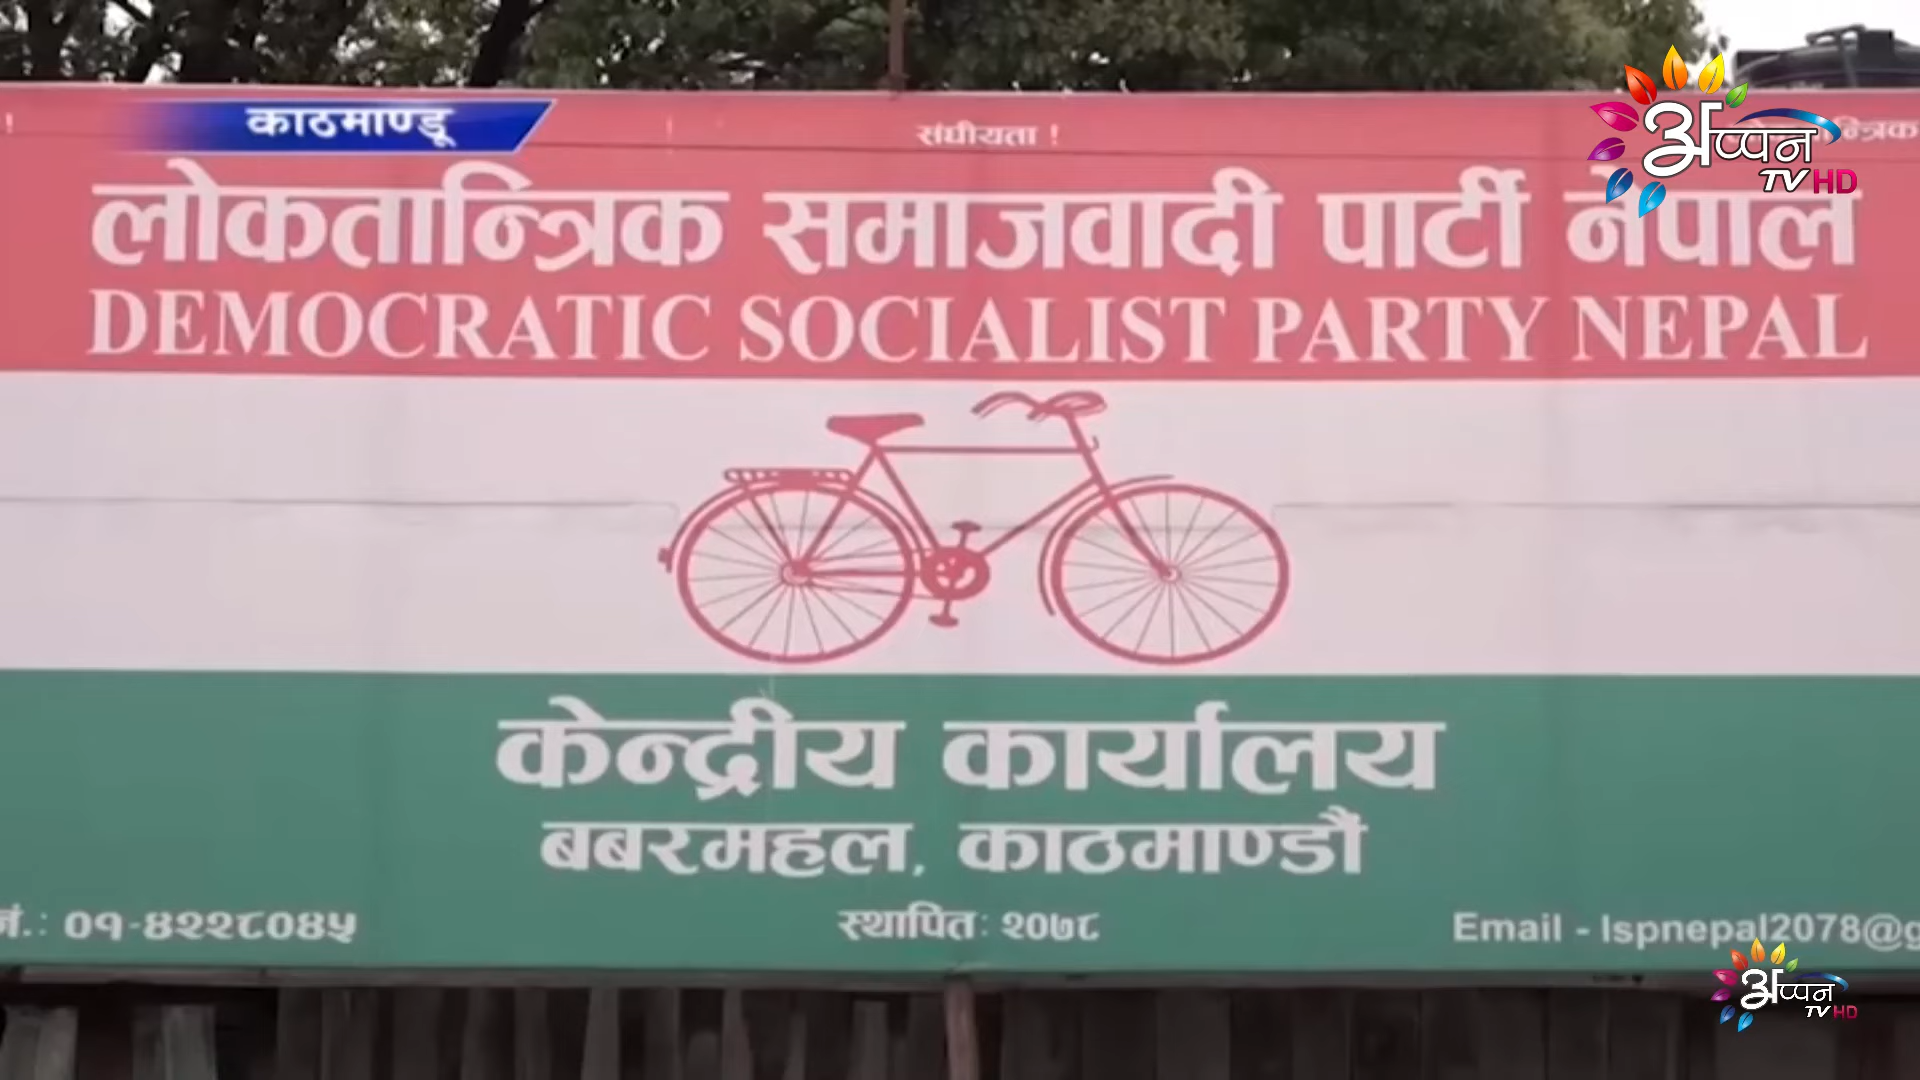 काठमाण्डू
संघीयता !
अप्पन
TV HD
लोकतान्त्रिक समाजवादी पार्टी नेपाल
DEMOCRATIC SOCIALIST PARTY NEPAL
केन्द्रीय कार्यालय
बबरमहल, काठमाण्डौं
नं.: ०१-४२२८०४५ स्थापित: २०७८ Email - lspnepal2078@g
अप्पन
TV HD